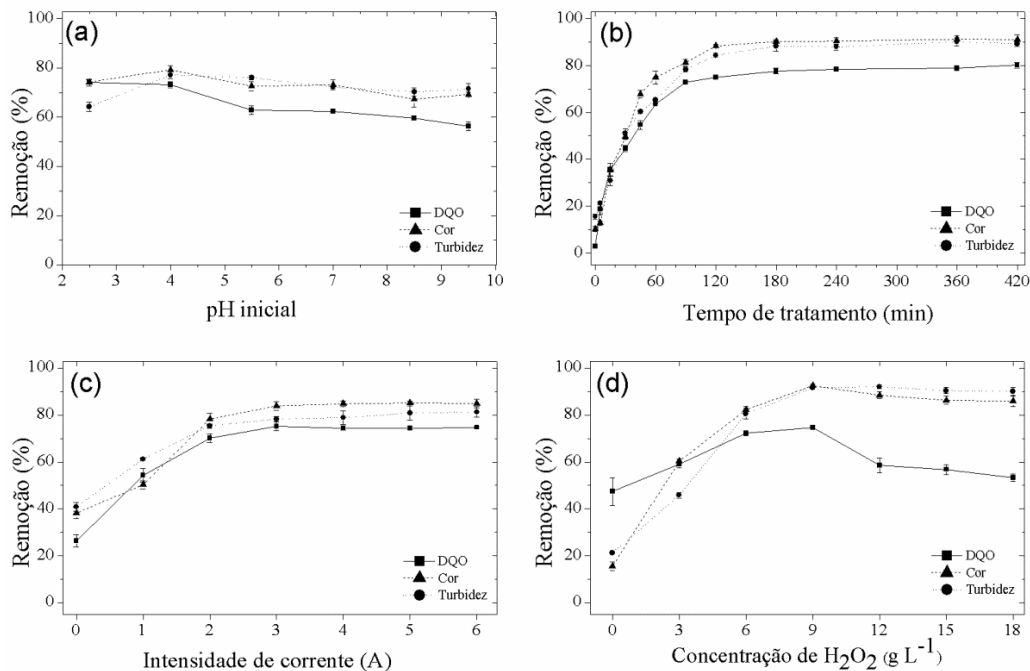 (a)
Remoção (%)
100
80
60
40
20
0
DQO
Cor
Turbidez
2 3 4 5 6 7 8 9 10
pH inicial
(b)
Remoção (%)
100
80
60
40
20
0
DQO
Cor
Turbidez
0 60 120 180 240 300 360 420
Tempo de tratamento (min)
(c)
Remoção (%)
100
80
60
40
20
0
DQO
Cor
Turbidez
0 1 2 3 4 5 6
Intensidade de corrente (A)
(d)
Remoção (%)
100
80
60
40
20
0
DQO
Cor
Turbidez
0 3 6 9 12 15 18
Concentração de H₂O₂ (g L⁻¹)